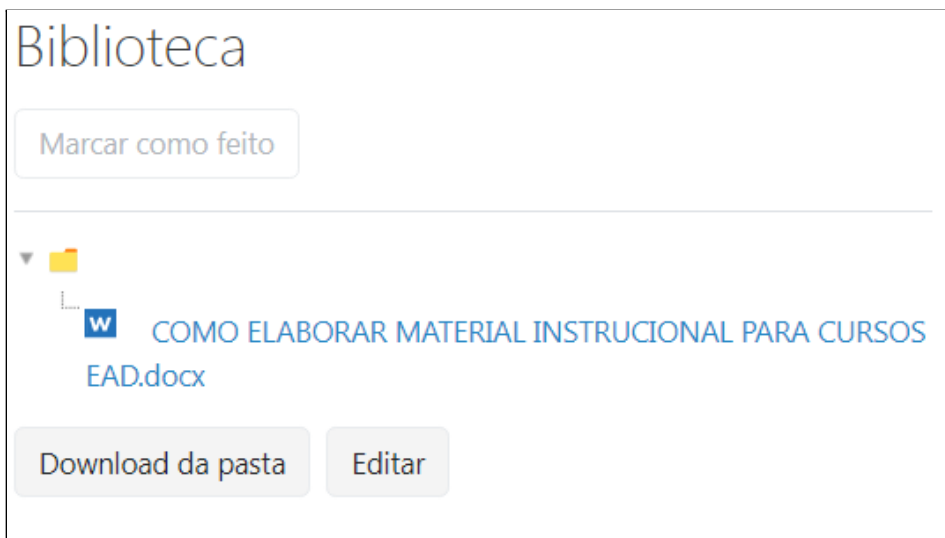 Biblioteca
Marcar como feito
W COMO ELABORAR MATERIAL INSTRUCIONAL PARA CURSOS
EAD.docx
Download da pasta Editar